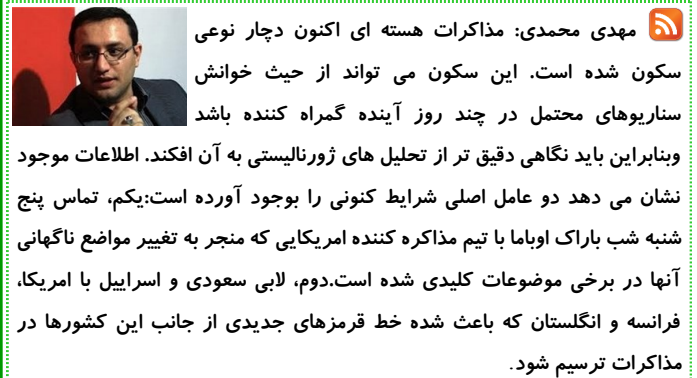 مهدی محمدی: مذاکرات هسته ای اکنون دچار نوعی
سکون شده است. این سکون می تواند از حیث خوانش
سناریوهای محتمل در چند روز آینده گمراه کننده باشد
وبنابراین باید نگاهی دقیق تر از تحلیل های ژورنالیستی به آن افکند. اطلاعات موجود
نشان می دهد دو عامل اصلی شرایط کنونی را بوجود آورده است:یکم، تماس پنج
شنبه شب باراک اوباما با تیم مذاکره کننده امریکایی که منجر به تغییر مواضع ناگهانی
آنها در برخی موضوعات کلیدی شده است.دوم، لابی سعودی و اسراییل با امریکا،
فرانسه و انگلستان که باعث شده خط قرمزهای جدیدی از جانب این کشورها در
مذاکرات ترسیم شود.